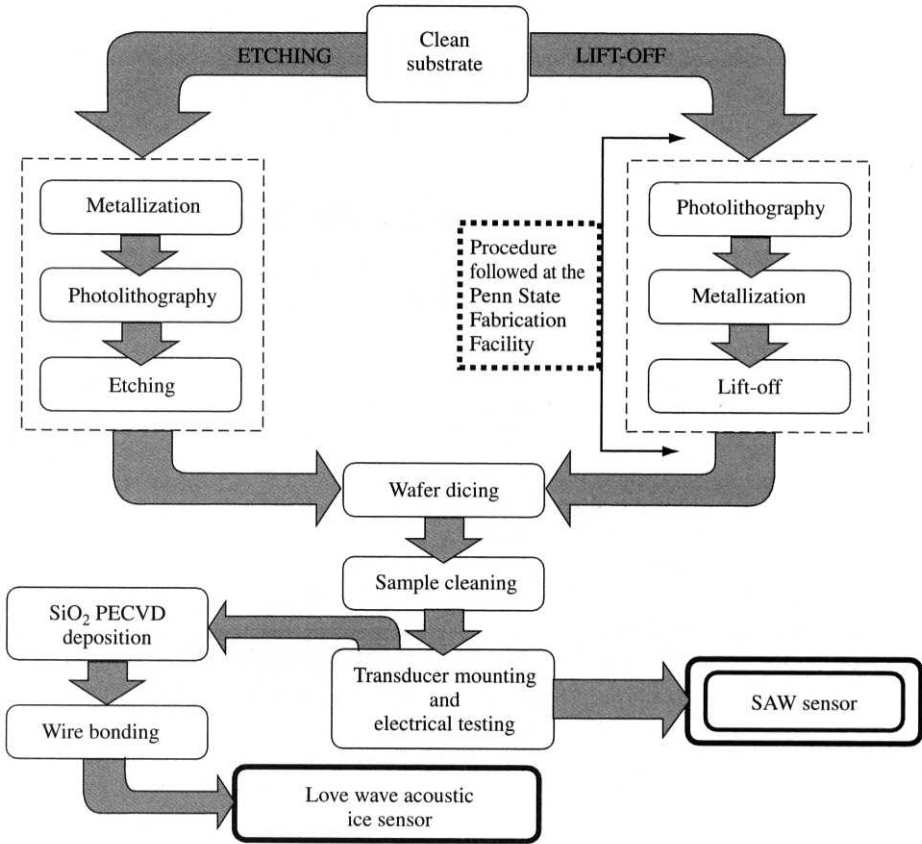 Clean
substrate
ETCHING
LIFT-OFF
Metallization
Photolithography
Etching
Procedure
followed at the
Penn State
Fabrication
Facility
Photolithography
Metallization
Lift-off
Wafer dicing
Sample cleaning
SiO₂ PECVD
deposition
Transducer mounting
and
electrical testing
SAW sensor
Wire bonding
Love wave acoustic
ice sensor